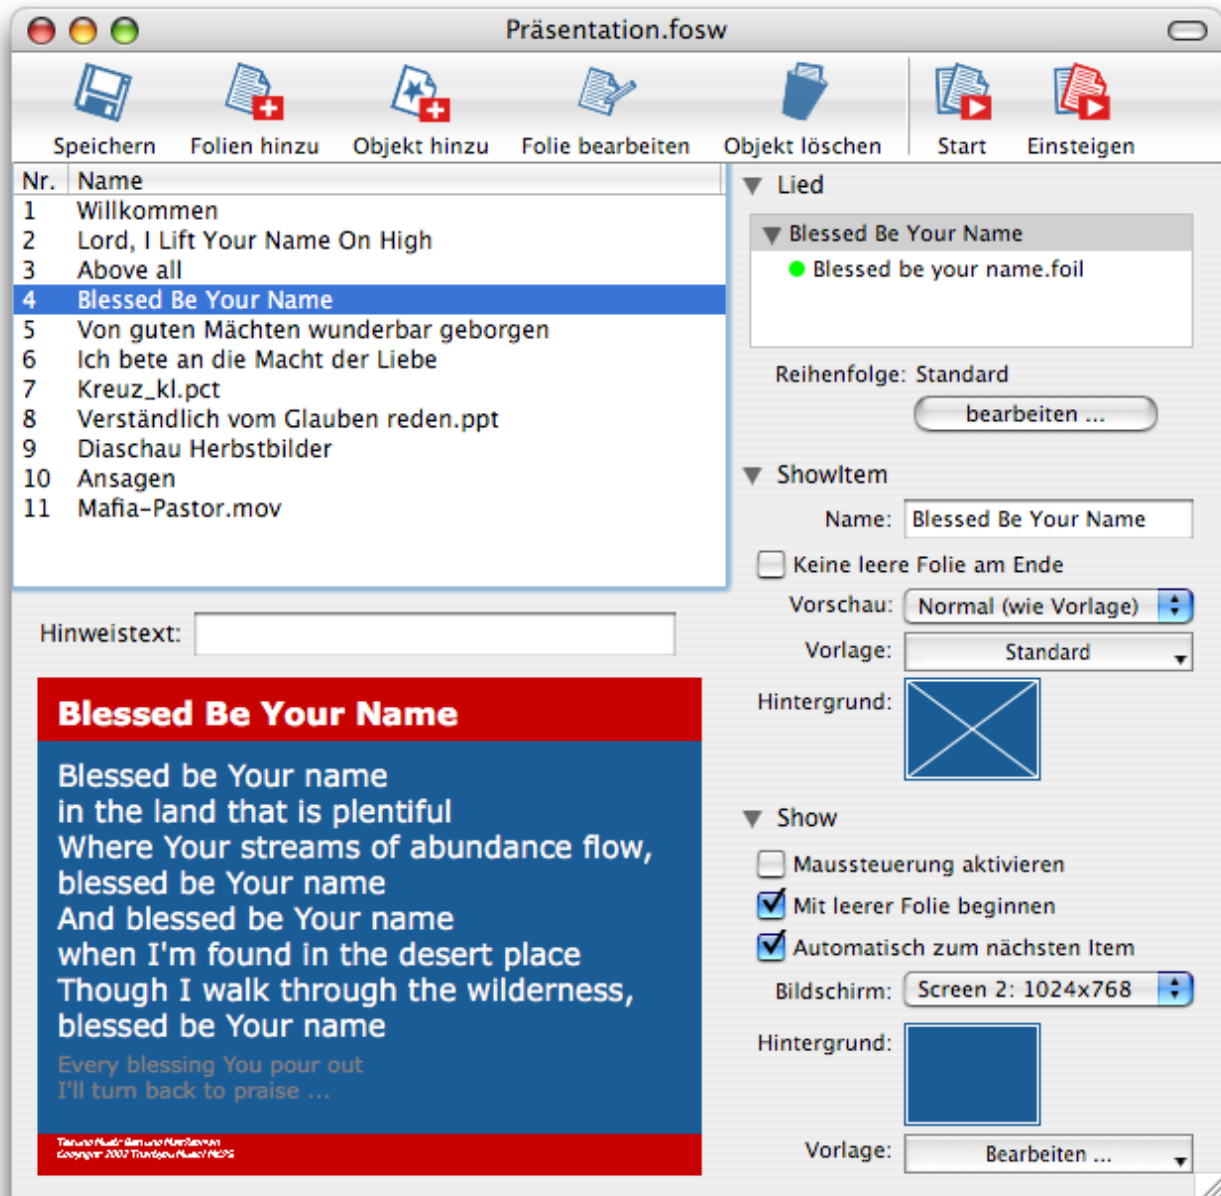 Präsentation.fosw
Speichern Folien hinzu Objekt hinzu Folie bearbeiten Objekt löschen Start Einsteigen
Nr. Name
1 Willkommen
2 Lord, I Lift Your Name On High
3 Above all
4 Blessed Be Your Name
5 Von guten Mächten wunderbar geborgen
6 Ich bete an die Macht der Liebe
7 Kreuz_kl.pct
8 Verständlich vom Glauben reden.ppt
9 Diaschau Herbstbilder
10 Ansagen
11 Mafia-Pastor.mov
Hinweistext:
Blessed Be Your Name
Blessed be Your name
in the land that is plentiful
Where Your streams of abundance flow,
blessed be Your name
And blessed be Your name
when I'm found in the desert place
Though I walk through the wilderness,
blessed be Your name
Every blessing You pour out
I'll turn back to praise ...
Copyright 2002
Lied
Blessed Be Your Name
Blessed be your name.foil
Reihenfolge: Standard
bearbeiten ...
ShowItem
Name: Blessed Be Your Name
Keine leere Folie am Ende
Vorschau: Normal (wie Vorlage)
Vorlage: Standard
Hintergrund:
Show
Maussteuerung aktivieren
Mit leerer Folie beginnen
Automatisch zum nächsten Item
Bildschirm: Screen 2: 1024x768
Hintergrund:
Vorlage: Bearbeiten ...